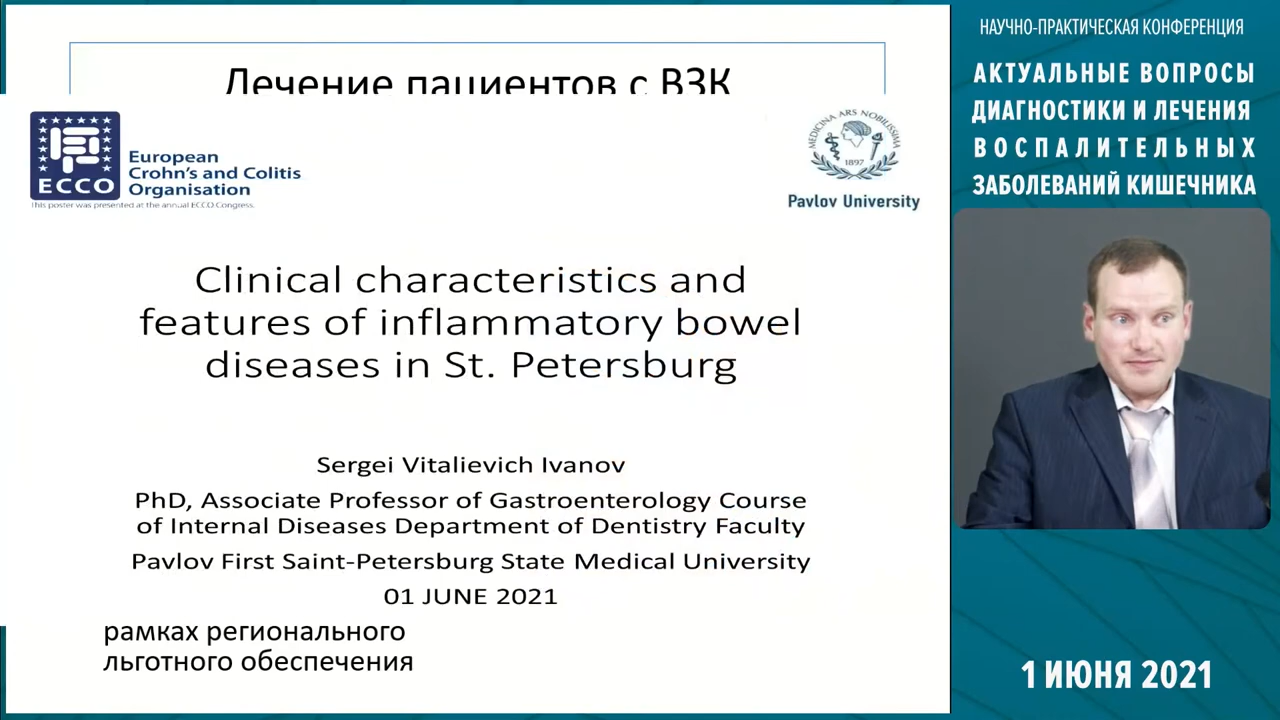 Лечение пациентов с ВЗК
ECCO
European
Crohn's and Colitis
Organisation
This poster was presented at the annual ECCO Congress.
MEDICINA ARS NOBILISSIMA
1897
Pavlov University
Clinical characteristics and
features of inflammatory bowel
diseases in St. Petersburg
Sergei Vitalievich Ivanov
PhD, Associate Professor of Gastroenterology Course
of Internal Diseases Department of Dentistry Faculty
Pavlov First Saint-Petersburg State Medical University
01 JUNE 2021
рамках регионального
льготного обеспечения
НАУЧНО-ПРАКТИЧЕСКАЯ КОНФЕРЕНЦИЯ
АКТУАЛЬНЫЕ ВОПРОСЫ
ДИАГНОСТИКИ И ЛЕЧЕНИЯ
ВОСПАЛИТЕЛЬНЫХ
ЗАБОЛЕВАНИЙ КИШЕЧНИКА
1 ИЮНЯ 2021